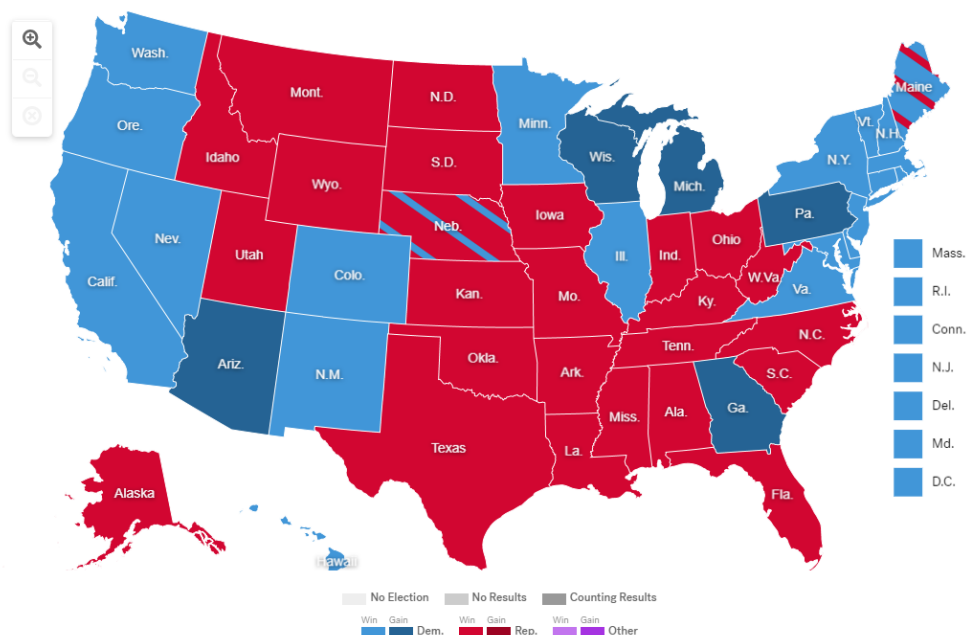 Wash.
Maine
Mont.
N.D.
Minn.
Vt.
Ore.
N.H.
Idaho
S.D.
Wis.
N.Y.
Wyo.
Mich.
Iowa
Pa.
Neb.
Nev.
Utah
Ill.
Ind.
Ohio
Mass.
Calif.
Colo.
W.Va.
Va.
R.I.
Kan.
Mo.
Ky.
Conn.
N.C.
Tenn.
Ariz.
N.M.
Okla.
Ark.
S.C.
N.J.
Ga.
Del.
Miss.
Ala.
Texas
La.
Md.
Alaska
Fla.
D.C.
Hawaii
No Election No Results Counting Results
Win Gain Win Gain Win Gain
Dem. Rep. Other